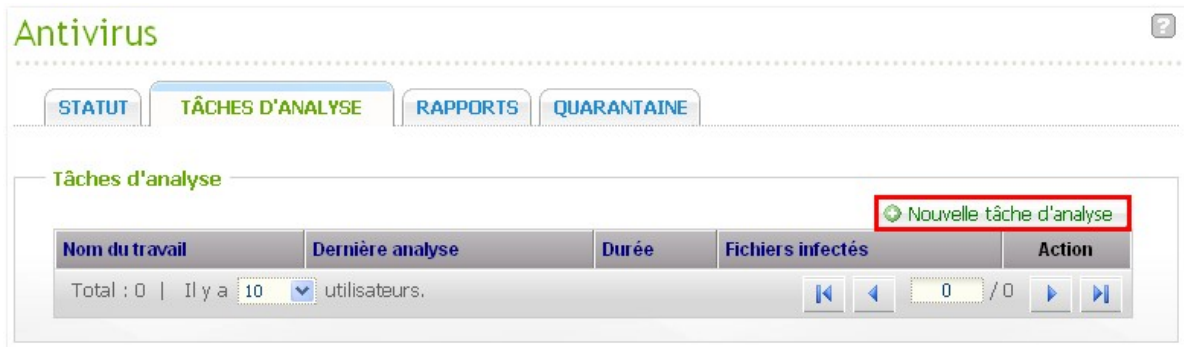 Antivirus
?
STATUT TÂCHES D'ANALYSE RAPPORTS QUARANTAINE
Tâches d'analyse
Nouvelle tâche d'analyse
Nom du travail Dernière analyse Durée Fichiers infectés Action
Total : 0 | Il y a 10 utilisateurs. 0 / 0